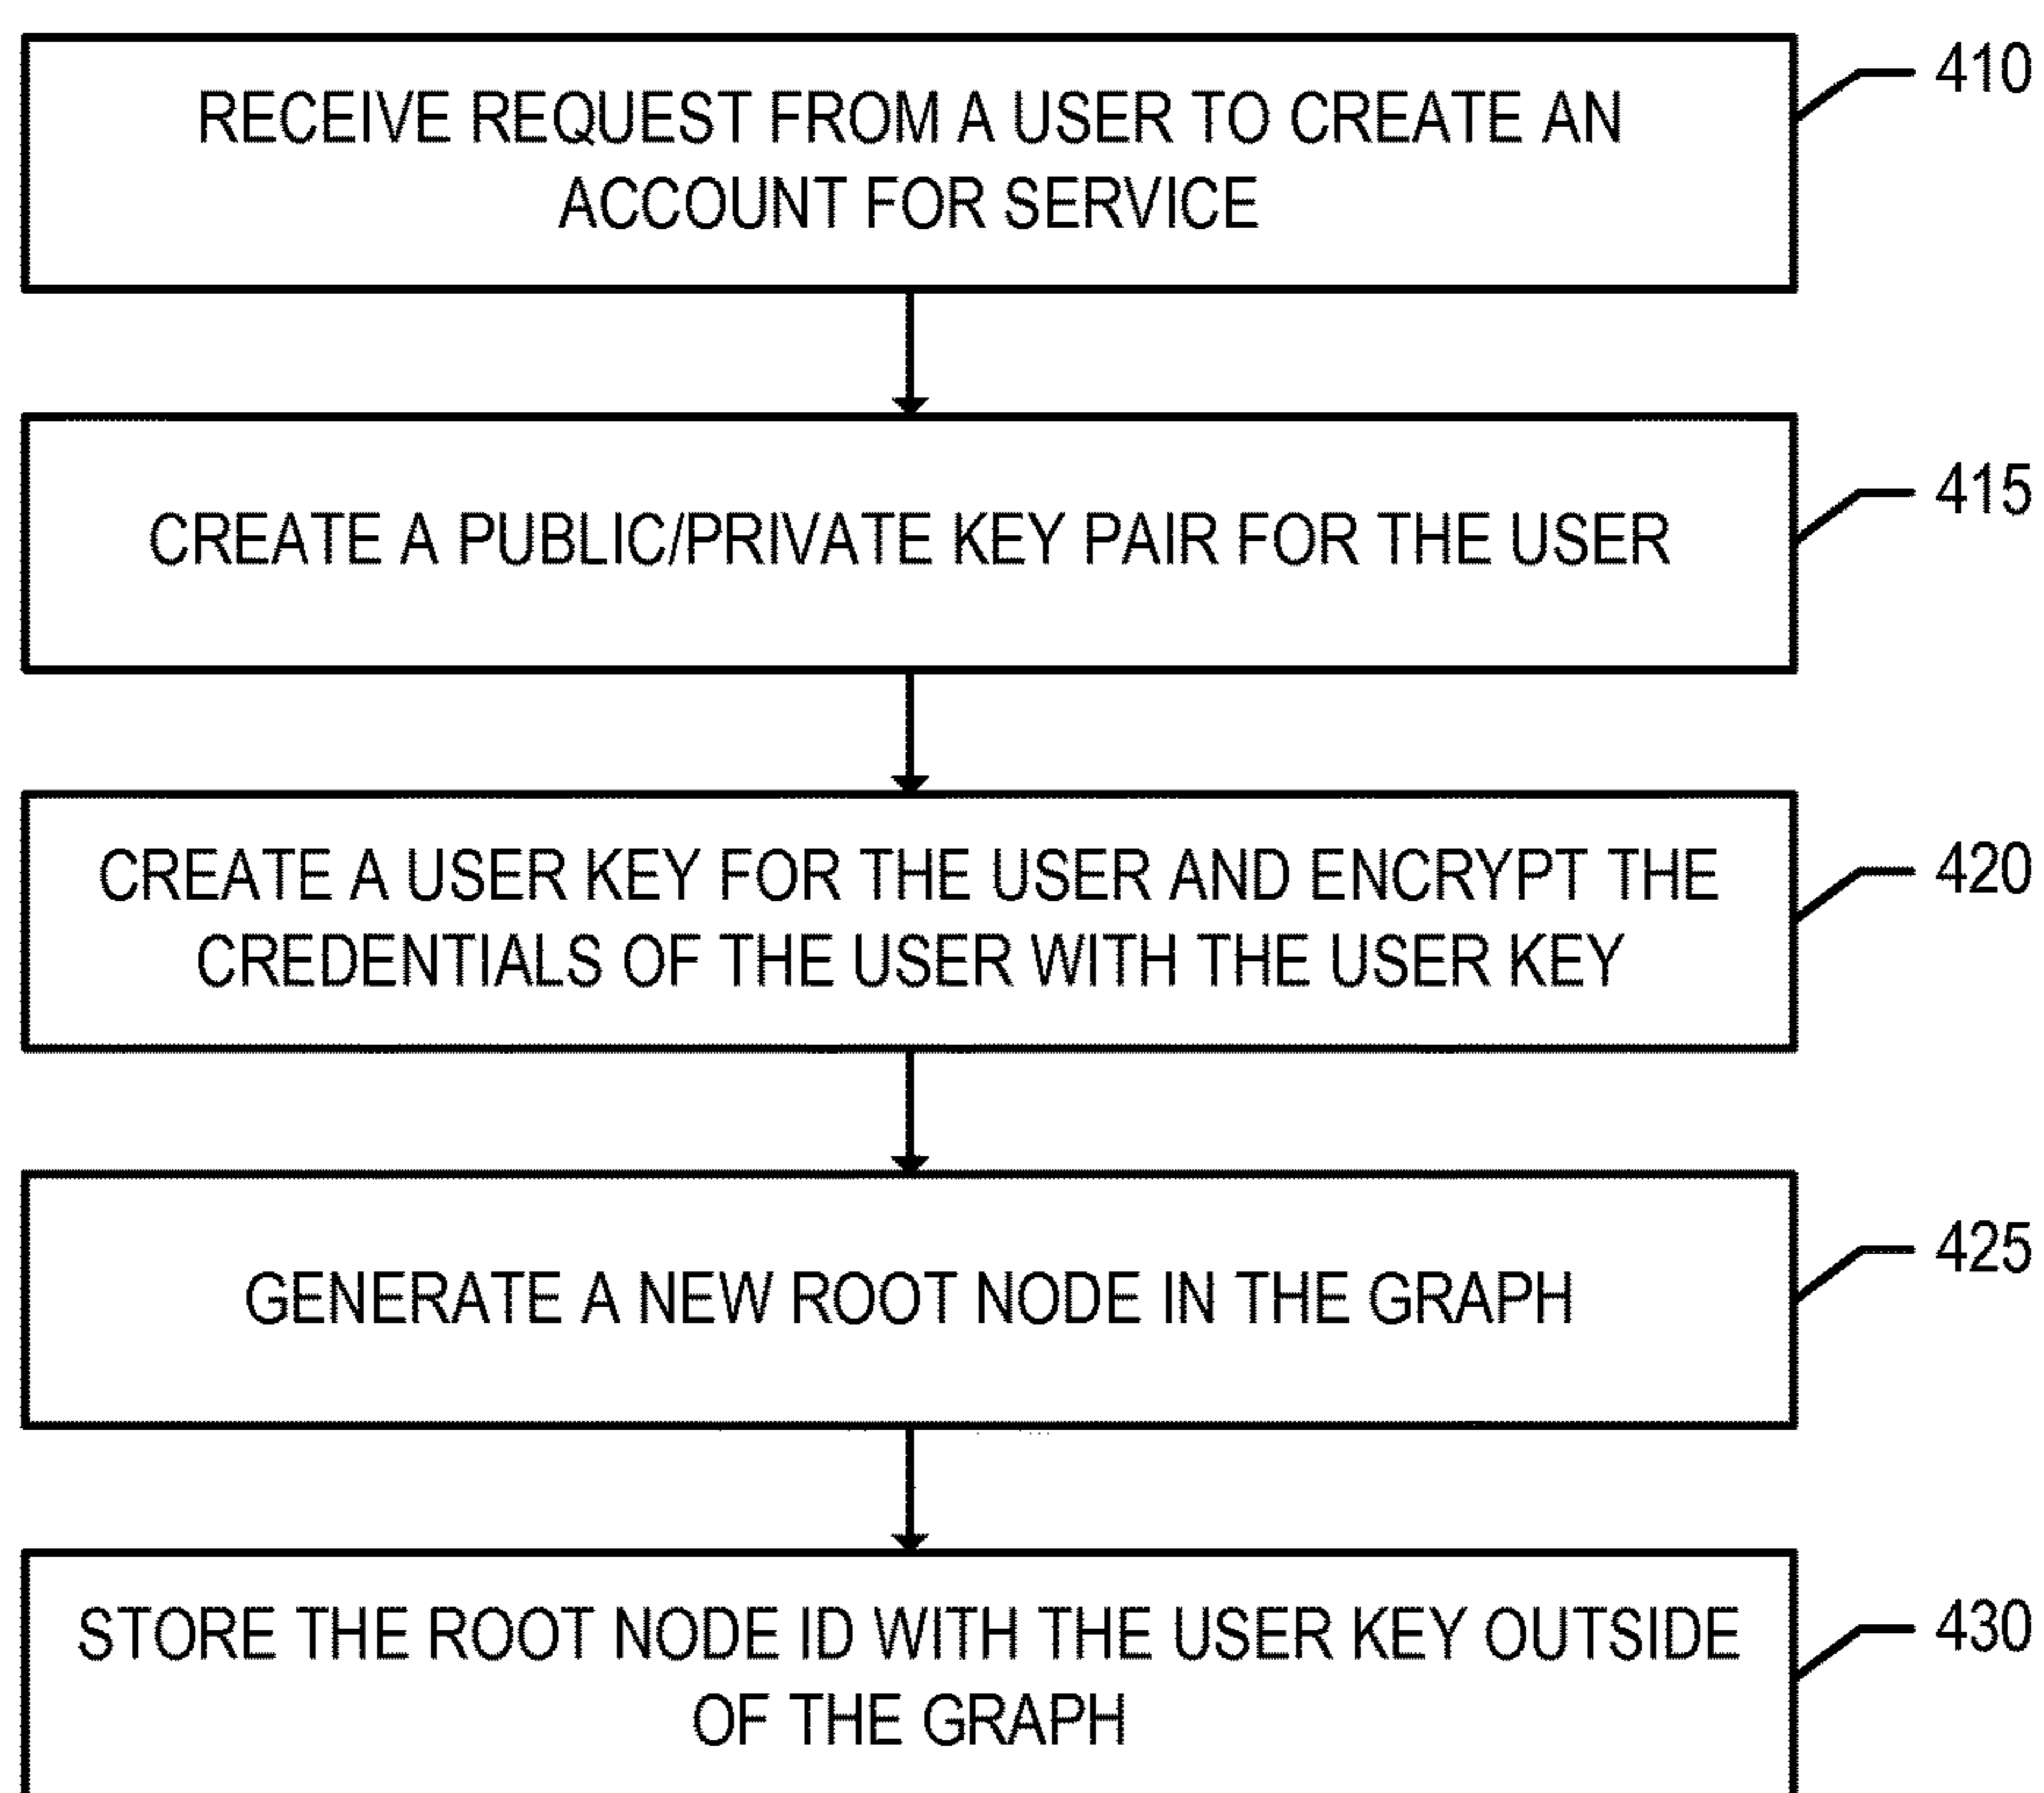 RECEIVE REQUEST FROM A USER TO CREATE AN
ACCOUNT FOR SERVICE
410
CREATE A PUBLIC/PRIVATE KEY PAIR FOR THE USER
415
CREATE A USER KEY FOR THE USER AND ENCRYPT THE
CREDENTIALS OF THE USER WITH THE USER KEY
420
GENERATE A NEW ROOT NODE IN THE GRAPH
425
STORE THE ROOT NODE ID WITH THE USER KEY OUTSIDE
OF THE GRAPH
430